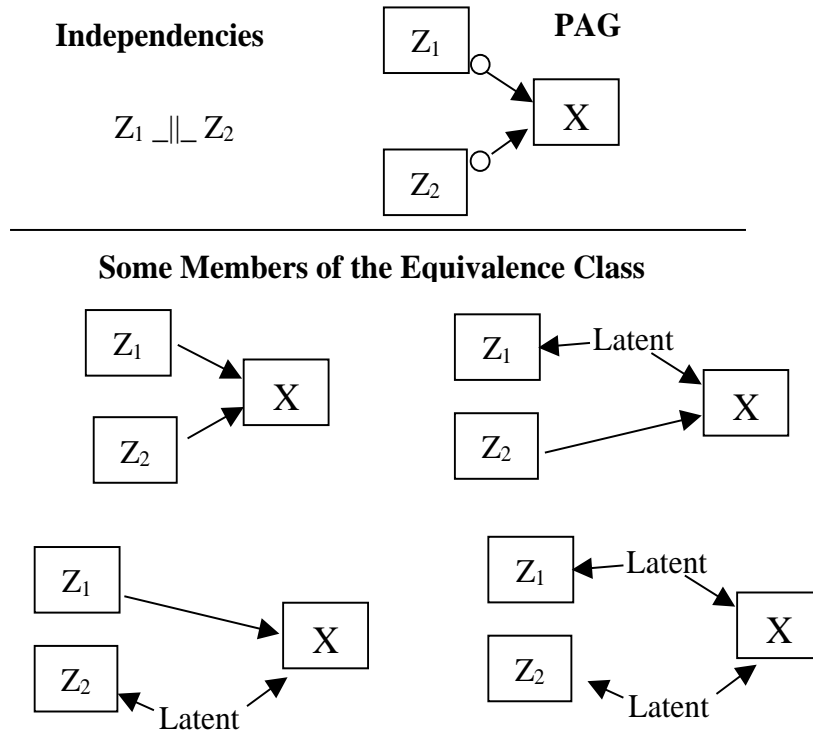 Independencies
PAG
Z₁
Z₁ _||_ Z₂
X
Z₂
Some Members of the Equivalence Class
Z₁
X
Z₂
Z₁
Latent
X
Z₂
Z₁
X
Z₂
Latent
Z₁
Latent
X
Z₂
Latent